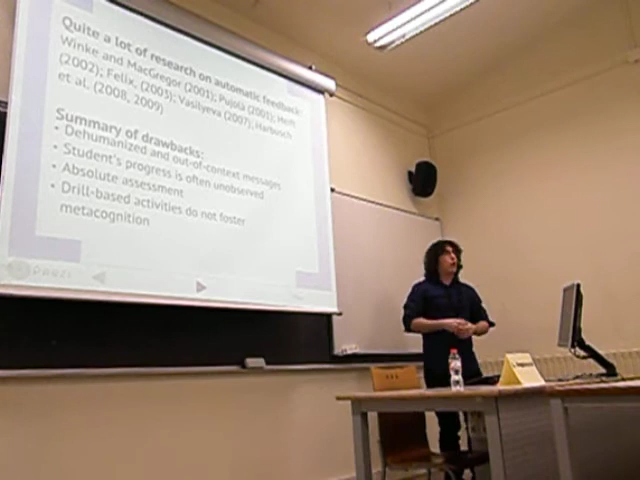 Quite a lot of research on automatic feedback:
Winke and MacGregor (2001); Pujolà (2001); Heift
(2002); Felix, (2003); Vasilyeva (2007); Harbusch
et al. (2008, 2009)
Summary of drawbacks:
• Dehumanized and out-of-context messages
• Student's progress is often unobserved
• Absolute assessment
• Drill-based activities do not foster
metacognition